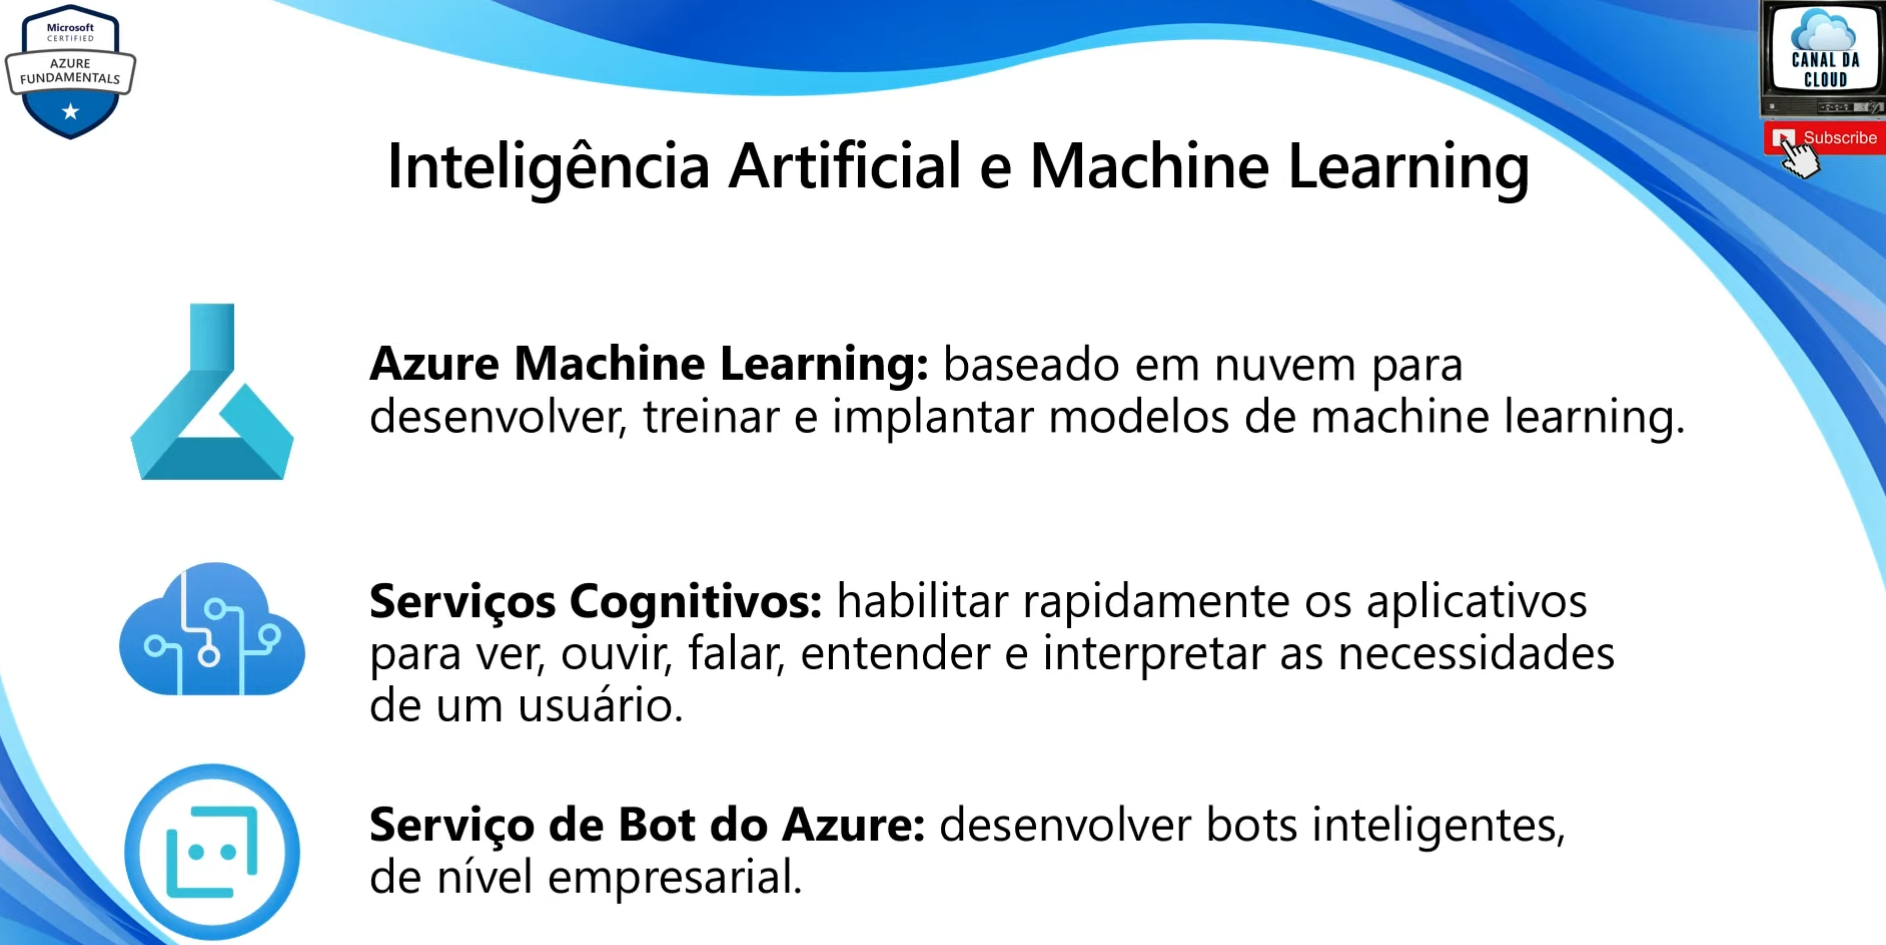 Microsoft
CERTIFIED
AZURE
FUNDAMENTALS
CANAL DA
CLOUD
Subscribe
Inteligência Artificial e Machine Learning
Azure Machine Learning: baseado em nuvem para
desenvolver, treinar e implantar modelos de machine learning.
Serviços Cognitivos: habilitar rapidamente os aplicativos
para ver, ouvir, falar, entender e interpretar as necessidades
de um usuário.
Serviço de Bot do Azure: desenvolver bots inteligentes,
de nível empresarial.